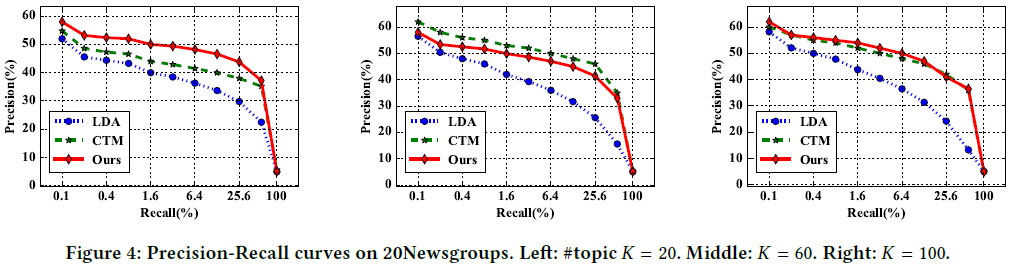 60
50
40
30
20
10
0
Precision(%)
LDA
CTM
Ours
0.1 0.4 1.6 6.4 25.6 100
Recall(%)
60
50
40
30
20
10
0
Precision(%)
LDA
CTM
Ours
0.1 0.4 1.6 6.4 25.6 100
Recall(%)
60
50
40
30
20
10
0
Precision(%)
LDA
CTM
Ours
0.1 0.4 1.6 6.4 25.6 100
Recall(%)
Figure 4: Precision-Recall curves on 20Newsgroups. Left: #topic K = 20. Middle: K = 60. Right: K = 100.